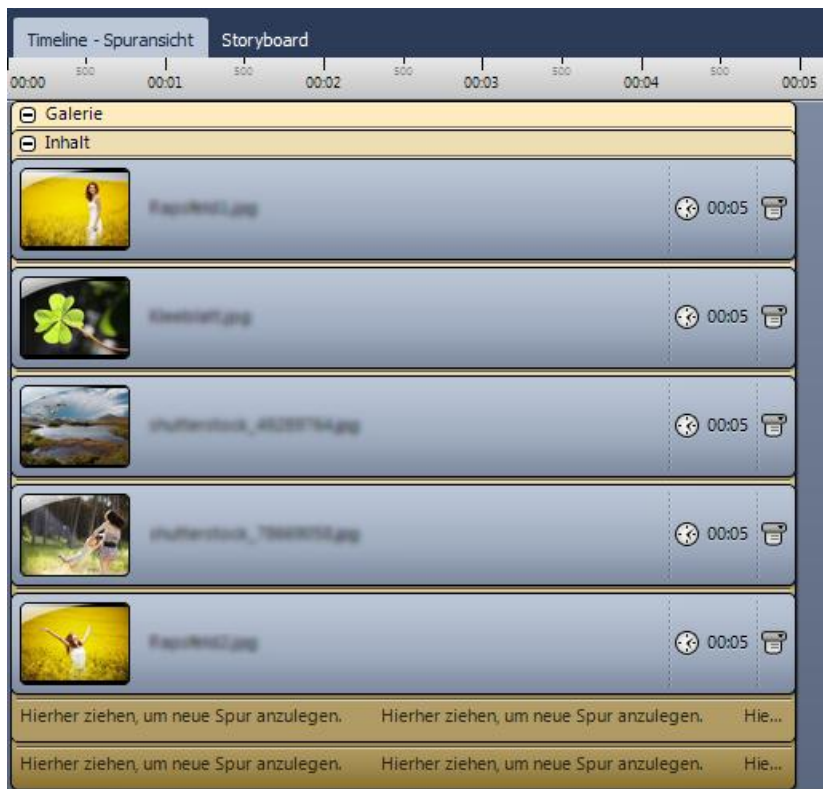 Timeline - Spuransicht Storyboard
500 500 500 500 500
00:00 00:01 00:02 00:03 00:04 00:05
Galerie
Inhalt
00:05
00:05
00:05
00:05
00:05
Hierher ziehen, um neue Spur anzulegen. Hierher ziehen, um neue Spur anzulegen. Hie...
Hierher ziehen, um neue Spur anzulegen. Hierher ziehen, um neue Spur anzulegen. Hie...